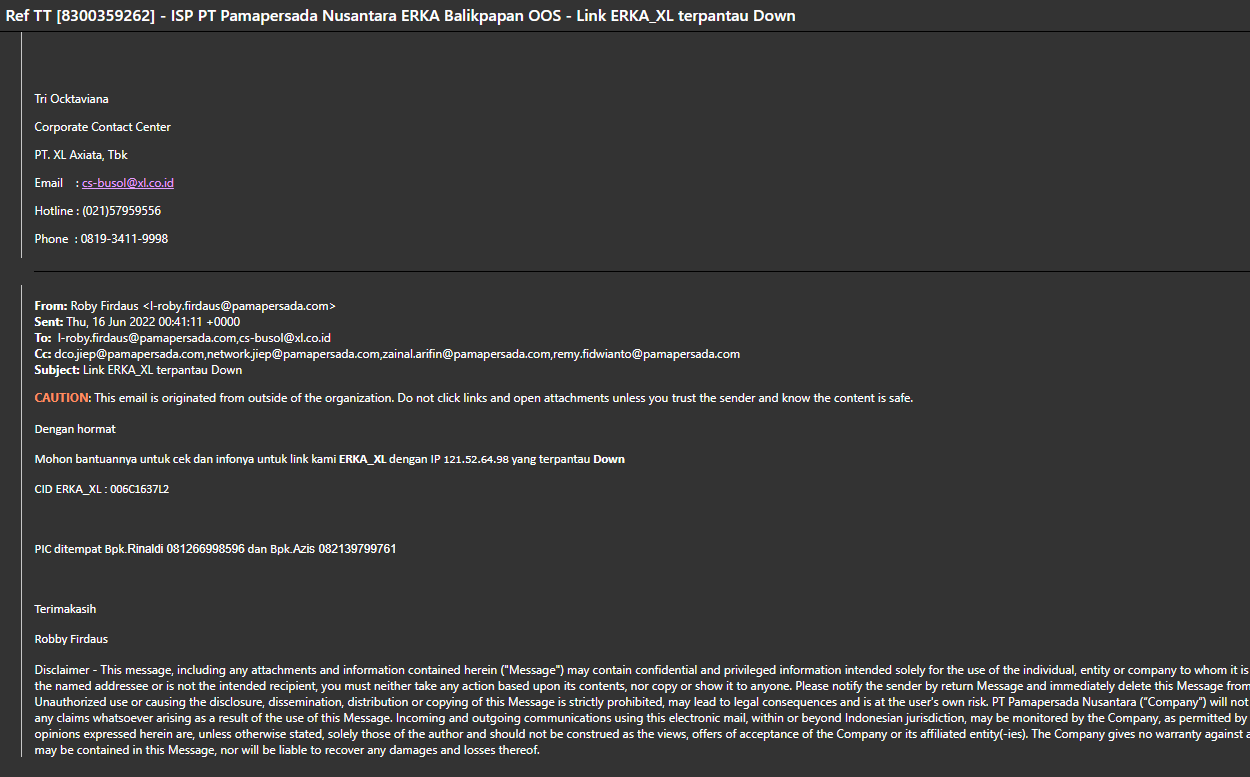 Ref TT [8300359262] - ISP PT Pamapersada Nusantara ERKA Balikpapan OOS - Link ERKA_XL terpantau Down
Tri Ocktaviana
Corporate Contact Center
PT. XL Axiata, Tbk
Email : cs-busol@xl.co.id
Hotline : (021)57959556
Phone : 0819-3411-9998
From: Roby Firdaus <l-roby.firdaus@pamapersada.com>
Sent: Thu, 16 Jun 2022 00:41:11 +0000
To: l-roby.firdaus@pamapersada.com,cs-busol@xl.co.id
Cc: dco.jiep@pamapersada.com,network.jiep@pamapersada.com,zainal.arifin@pamapersada.com,remy.fidwianto@pamapersada.com
Subject: Link ERKA_XL terpantau Down
CAUTION: This email is originated from outside of the organization. Do not click links and open attachments unless you trust the sender and know the content is safe.
Dengan hormat
Mohon bantuannya untuk cek dan infonya untuk link kami ERKA_XL dengan IP 121.52.64.98 yang terpantau Down
CID ERKA_XL : 006C1637L2
PIC ditempat Bpk.Rinaldi 081266998596 dan Bpk.Azis 082139799761
Terimakasih
Robby Firdaus
Disclaimer - This message, including any attachments and information contained herein ("Message") may contain confidential and privileged information intended solely for the use of the individual, entity or company to whom it is
the named addressee or is not the intended recipient, you must neither take any action based upon its contents, nor copy or show it to anyone. Please notify the sender by return Message and immediately delete this Message from
Unauthorized use or causing the disclosure, dissemination, distribution or copying of this Message is strictly prohibited, may lead to legal consequences and is at the user's own risk. PT Pamapersada Nusantara ("Company") will not
any claims whatsoever arising as a result of the use of this Message. Incoming and outgoing communications using this electronic mail, within or beyond Indonesian jurisdiction, may be monitored by the Company, as permitted by
opinions expressed herein are, unless otherwise stated, solely those of the author and should not be construed as the views, offers of acceptance of the Company or its affiliated entity(-ies). The Company gives no warranty against a
may be contained in this Message, nor will be liable to recover any damages and losses thereof.